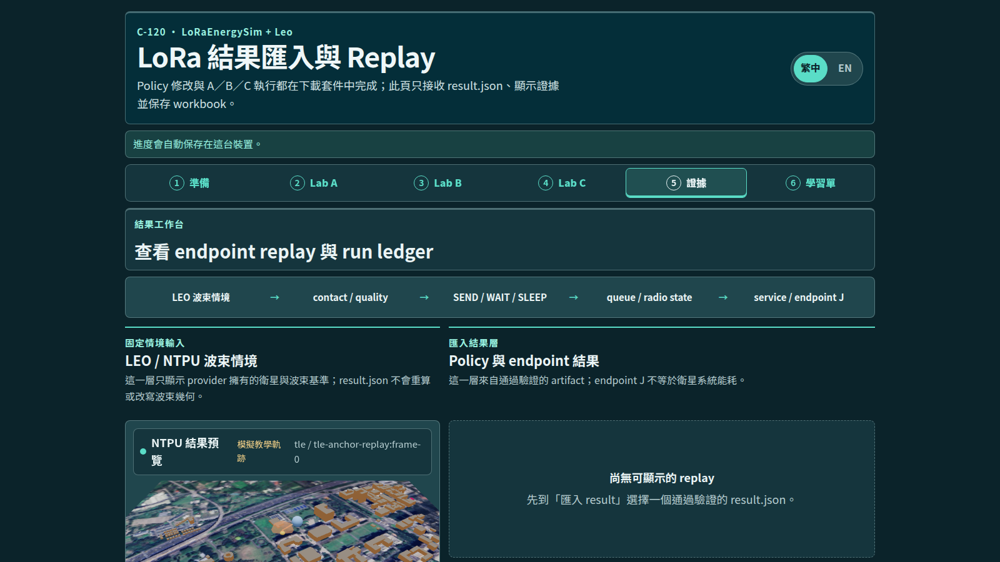 C-120 • LoRaEnergySim + Leo
LoRa 結果匯入與 Replay
Policy 修改與 A／B／C 執行都在下載套件中完成；此頁只接收 result.json、顯示證據
並保存 workbook。
繁中
EN
進度會自動保存在這台裝置。
1 準備
2 Lab A
3 Lab B
4 Lab C
5 證據
6 學習單
結果工作台
查看 endpoint replay 與 run ledger
LEO 波束情境 → contact / quality → SEND / WAIT / SLEEP → queue / radio state → service / endpoint J
固定情境輸入
LEO / NTPU 波束情境
這一層只顯示 provider 擁有的衛星與波束基準；result.json 不會重算
或改寫波束幾何。
匯入結果層
Policy 與 endpoint 結果
這一層來自通過驗證的 artifact；endpoint J 不等於衛星系統能耗。
NTPU 結果預
覽
模擬教學軌
跡
tle / tle-anchor-replay:frame-
0
尚無可顯示的 replay
先到「匯入 result」選擇一個通過驗證的 result.json。